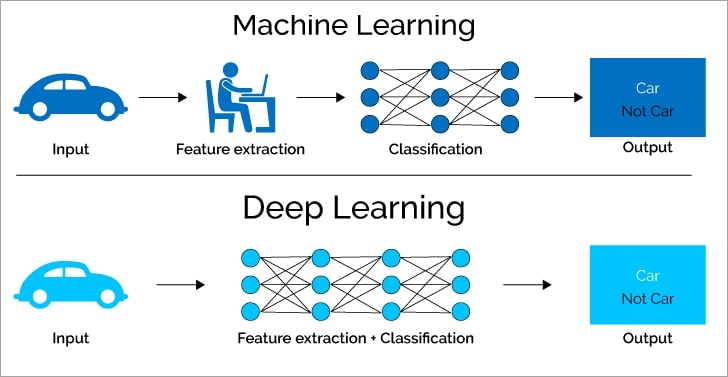 Machine Learning
Car
Not Car
Input
Feature extraction
Classification
Output
Deep Learning
Car
Not Car
Input
Feature extraction + Classification
Output